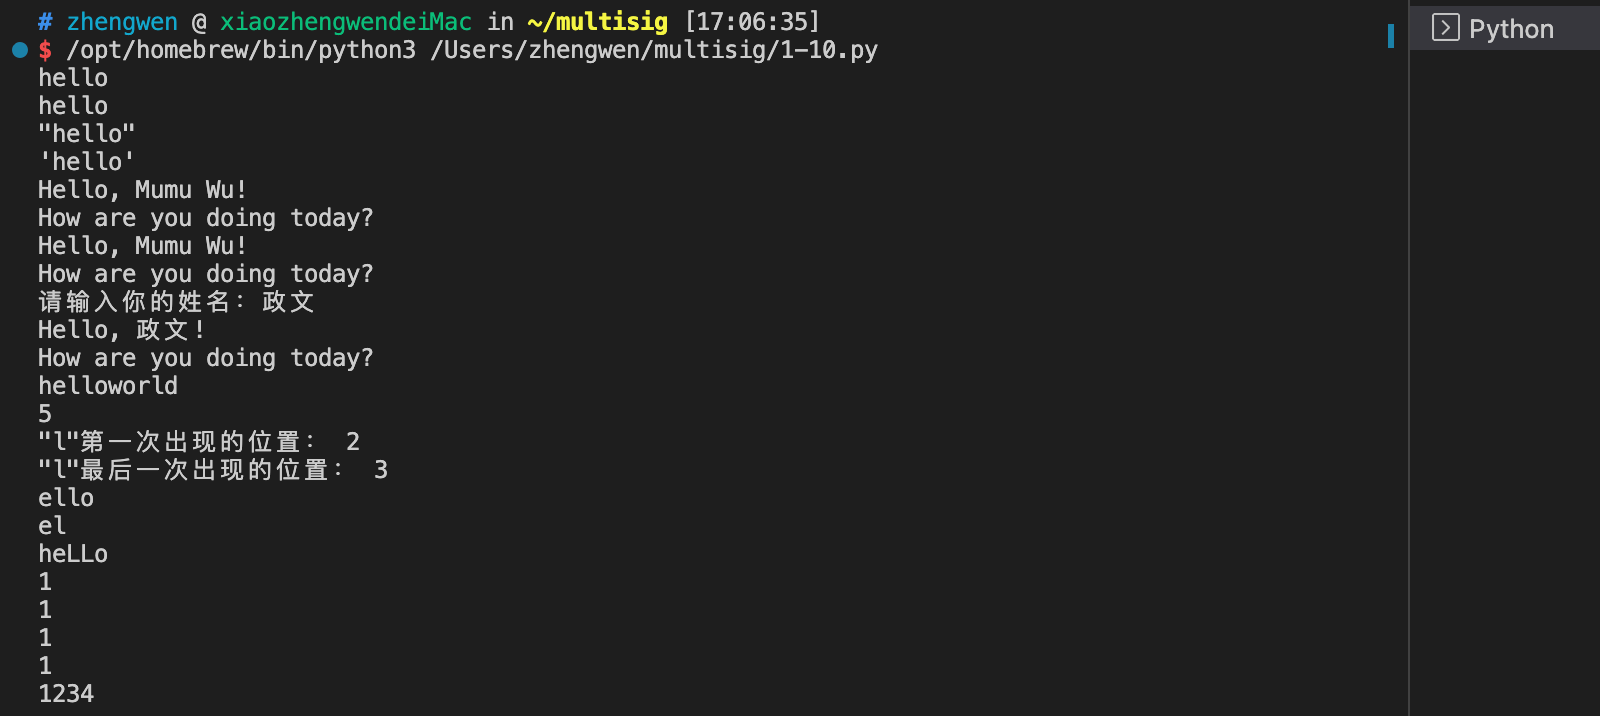 # zhengwen @ xiaozhengwendeiMac in ~/multisig [17:06:35]
$ /opt/homebrew/bin/python3 /Users/zhengwen/multisig/1-10.py
hello
hello
"hello"
'hello'
Hello, Mumu Wu!
How are you doing today?
Hello, Mumu Wu!
How are you doing today?
请输入你的姓名：政文
Hello, 政文!
How are you doing today?
helloworld
5
"l"第一次出现的位置： 2
"l"最后一次出现的位置： 3
ello
el
heLLo
1
1
1
1
1234
Python